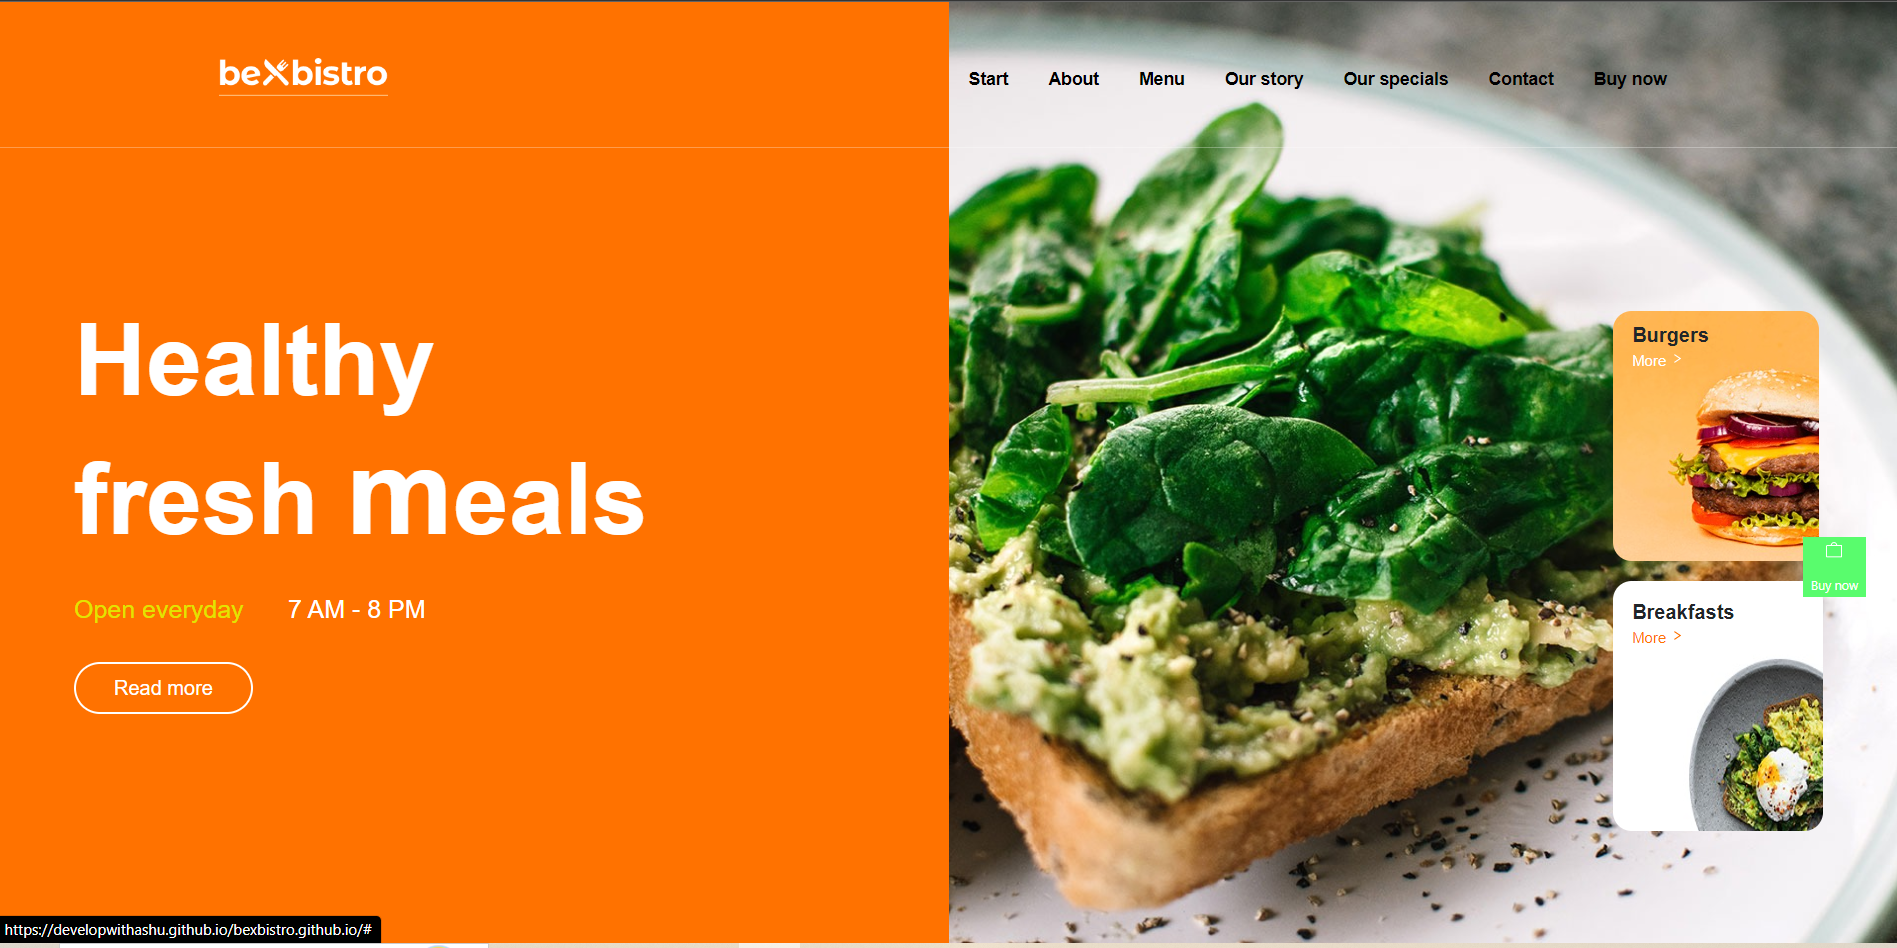 bexbistro
Start About Menu Our story Our specials Contact Buy now
Healthy
fresh meals
Open everyday 7 AM - 8 PM
Read more
Burgers
More >
Buy now
Breakfasts
More >
https://developwithashu.github.io/bexbistro.github.io/#